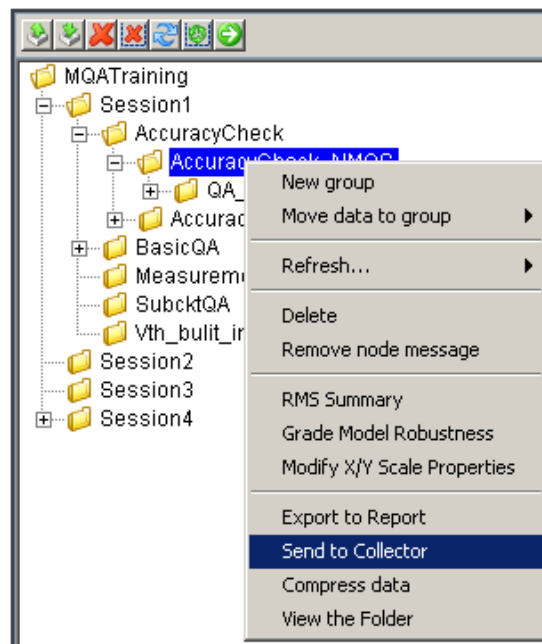 MQATraining
Session1
AccuracyCheck
AccuracyCheck_NMOS
New group
QA_
Move data to group
Accurac
BasicQA
Refresh...
Measureme
SubcktQA
Delete
Vth_bulit_in
Remove node message
Session2
Session3
RMS Summary
Session4
Grade Model Robustness
Modify X/Y Scale Properties
Export to Report
Send to Collector
Compress data
View the Folder